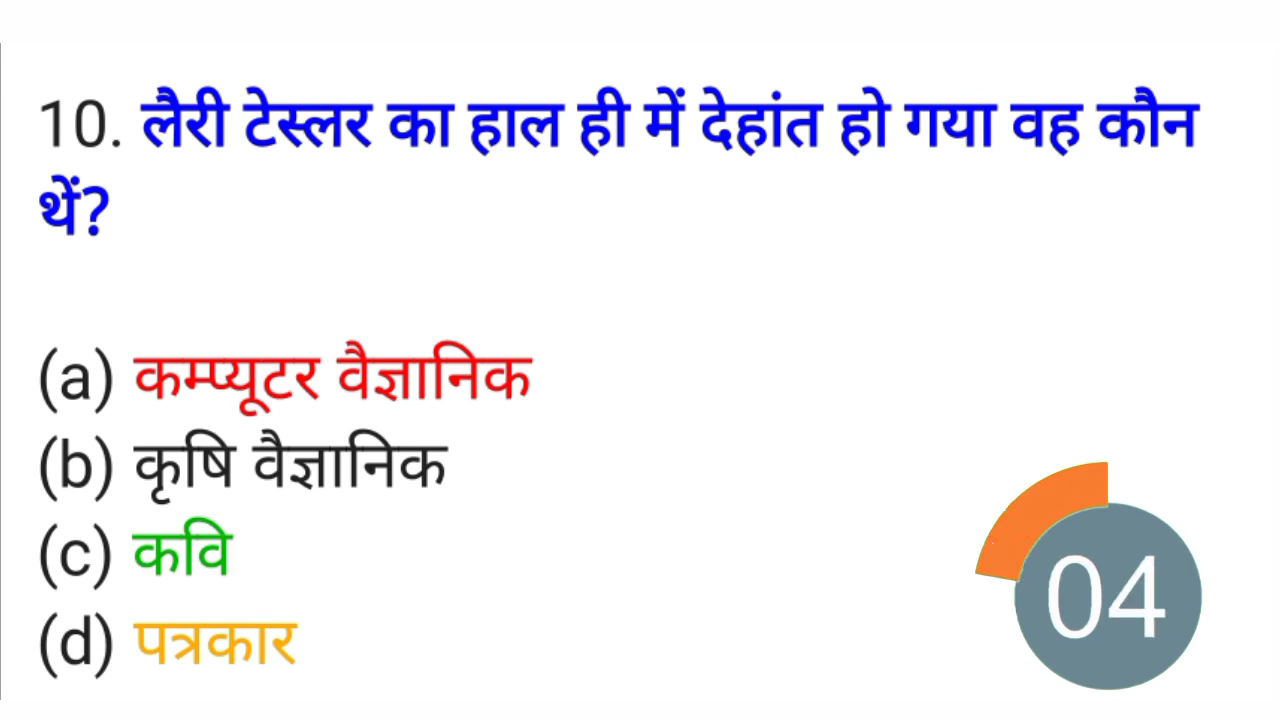 10. लैरी टेस्लर का हाल ही में देहांत हो गया वह कौन
थें?
(a) कम्प्यूटर वैज्ञानिक
(b) कृषि वैज्ञानिक
(c) कवि
(d) पत्रकार
04